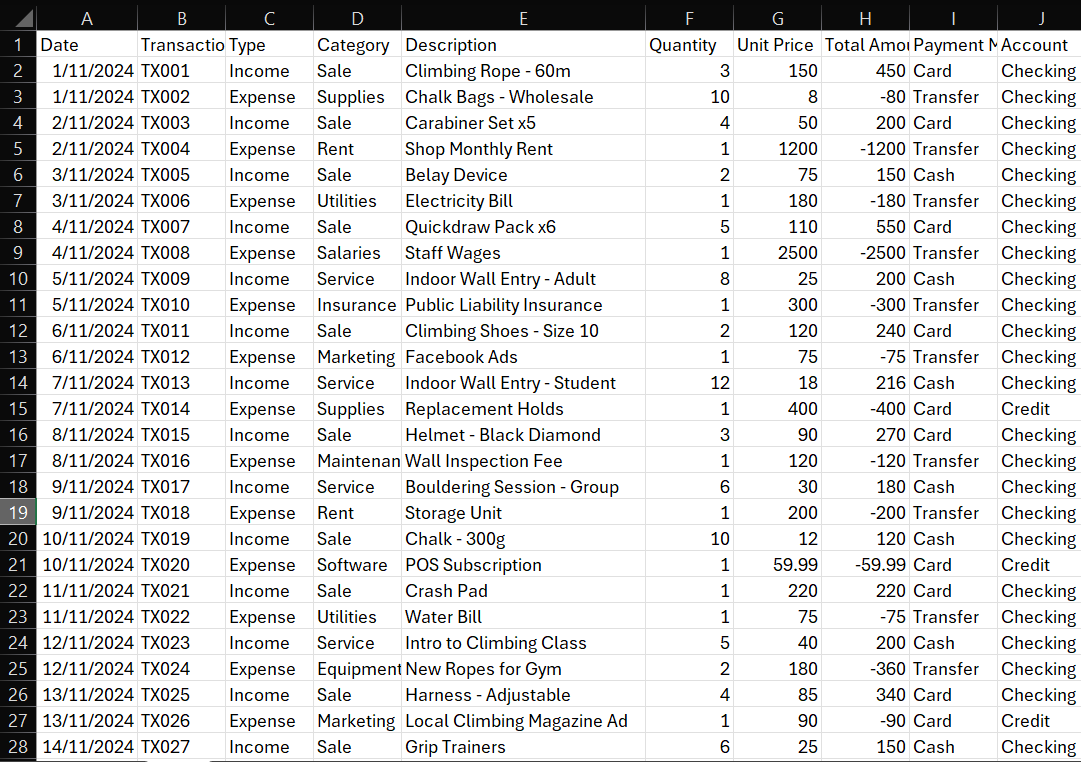 A B C D E F G H I J
1 Date Transactio Type Category Description Quantity Unit Price Total Amou Payment M Account
2 1/11/2024 TX001 Income Sale Climbing Rope - 60m 3 150 450 Card Checking
3 1/11/2024 TX002 Expense Supplies Chalk Bags - Wholesale 10 8 -80 Transfer Checking
4 2/11/2024 TX003 Income Sale Carabiner Set x5 4 50 200 Card Checking
5 2/11/2024 TX004 Expense Rent Shop Monthly Rent 1 1200 -1200 Transfer Checking
6 3/11/2024 TX005 Income Sale Belay Device 2 75 150 Cash Checking
7 3/11/2024 TX006 Expense Utilities Electricity Bill 1 180 -180 Transfer Checking
8 4/11/2024 TX007 Income Sale Quickdraw Pack x6 5 110 550 Card Checking
9 4/11/2024 TX008 Expense Salaries Staff Wages 1 2500 -2500 Transfer Checking
10 5/11/2024 TX009 Income Service Indoor Wall Entry - Adult 8 25 200 Cash Checking
11 5/11/2024 TX010 Expense Insurance Public Liability Insurance 1 300 -300 Transfer Checking
12 6/11/2024 TX011 Income Sale Climbing Shoes - Size 10 2 120 240 Card Checking
13 6/11/2024 TX012 Expense Marketing Facebook Ads 1 75 -75 Transfer Checking
14 7/11/2024 TX013 Income Service Indoor Wall Entry - Student 12 18 216 Cash Checking
15 7/11/2024 TX014 Expense Supplies Replacement Holds 1 400 -400 Card Credit
16 8/11/2024 TX015 Income Sale Helmet - Black Diamond 3 90 270 Card Checking
17 8/11/2024 TX016 Expense Maintenan Wall Inspection Fee 1 120 -120 Transfer Checking
18 9/11/2024 TX017 Income Service Bouldering Session - Group 6 30 180 Cash Checking
19 9/11/2024 TX018 Expense Rent Storage Unit 1 200 -200 Transfer Checking
20 10/11/2024 TX019 Income Sale Chalk - 300g 10 12 120 Cash Checking
21 10/11/2024 TX020 Expense Software POS Subscription 1 59.99 -59.99 Card Credit
22 11/11/2024 TX021 Income Sale Crash Pad 1 220 220 Card Checking
23 11/11/2024 TX022 Expense Utilities Water Bill 1 75 -75 Transfer Checking
24 12/11/2024 TX023 Income Service Intro to Climbing Class 5 40 200 Cash Checking
25 12/11/2024 TX024 Expense Equipment New Ropes for Gym 2 180 -360 Transfer Checking
26 13/11/2024 TX025 Income Sale Harness - Adjustable 4 85 340 Card Checking
27 13/11/2024 TX026 Expense Marketing Local Climbing Magazine Ad 1 90 -90 Card Credit
28 14/11/2024 TX027 Income Sale Grip Trainers 6 25 150 Cash Checking